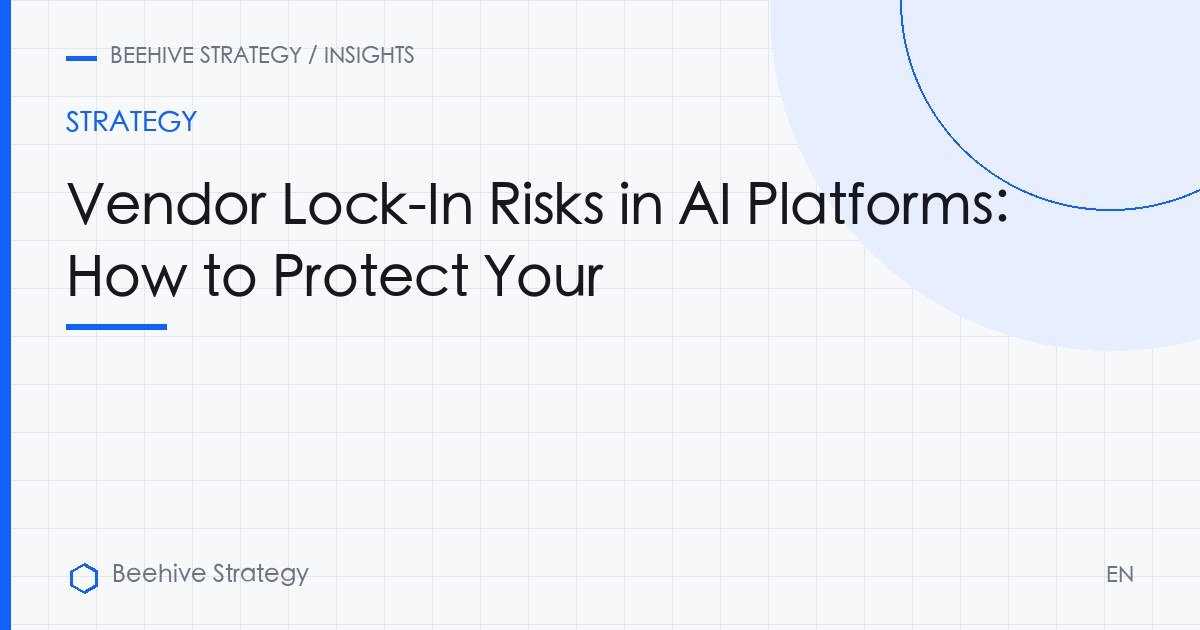 BEEHIVE STRATEGY / INSIGHTS
STRATEGY
Vendor Lock-In Risks in AI Platforms:
How to Protect Your
Beehive Strategy
EN